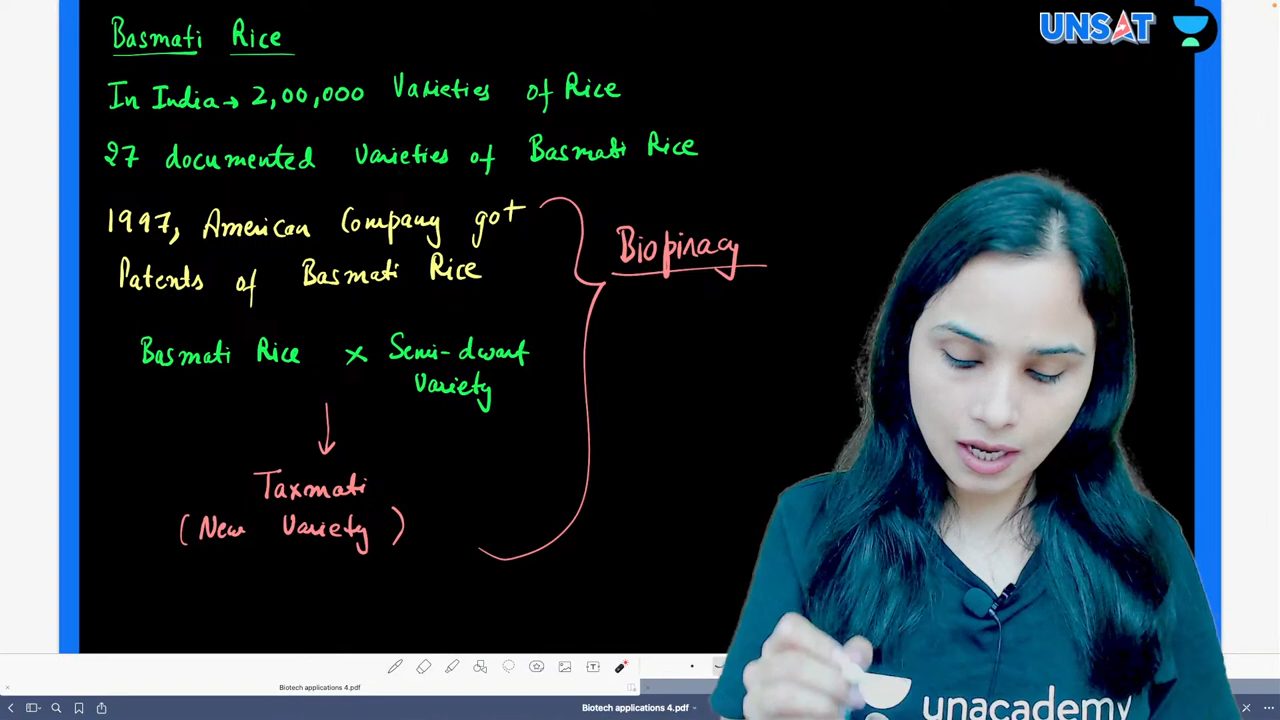 UNSAT
Basmati Rice
In India → 2,00,000 Varieties of Rice
27 documented varieties of Basmati Rice
1997, American Company got
Patents of Basmati Rice
Biopiracy
Basmati Rice × Semi-dwarf
Variety
Taxmati
(New Variety)
unacademy
Biotech applications 4.pdf
Biotech applications 4.pdf